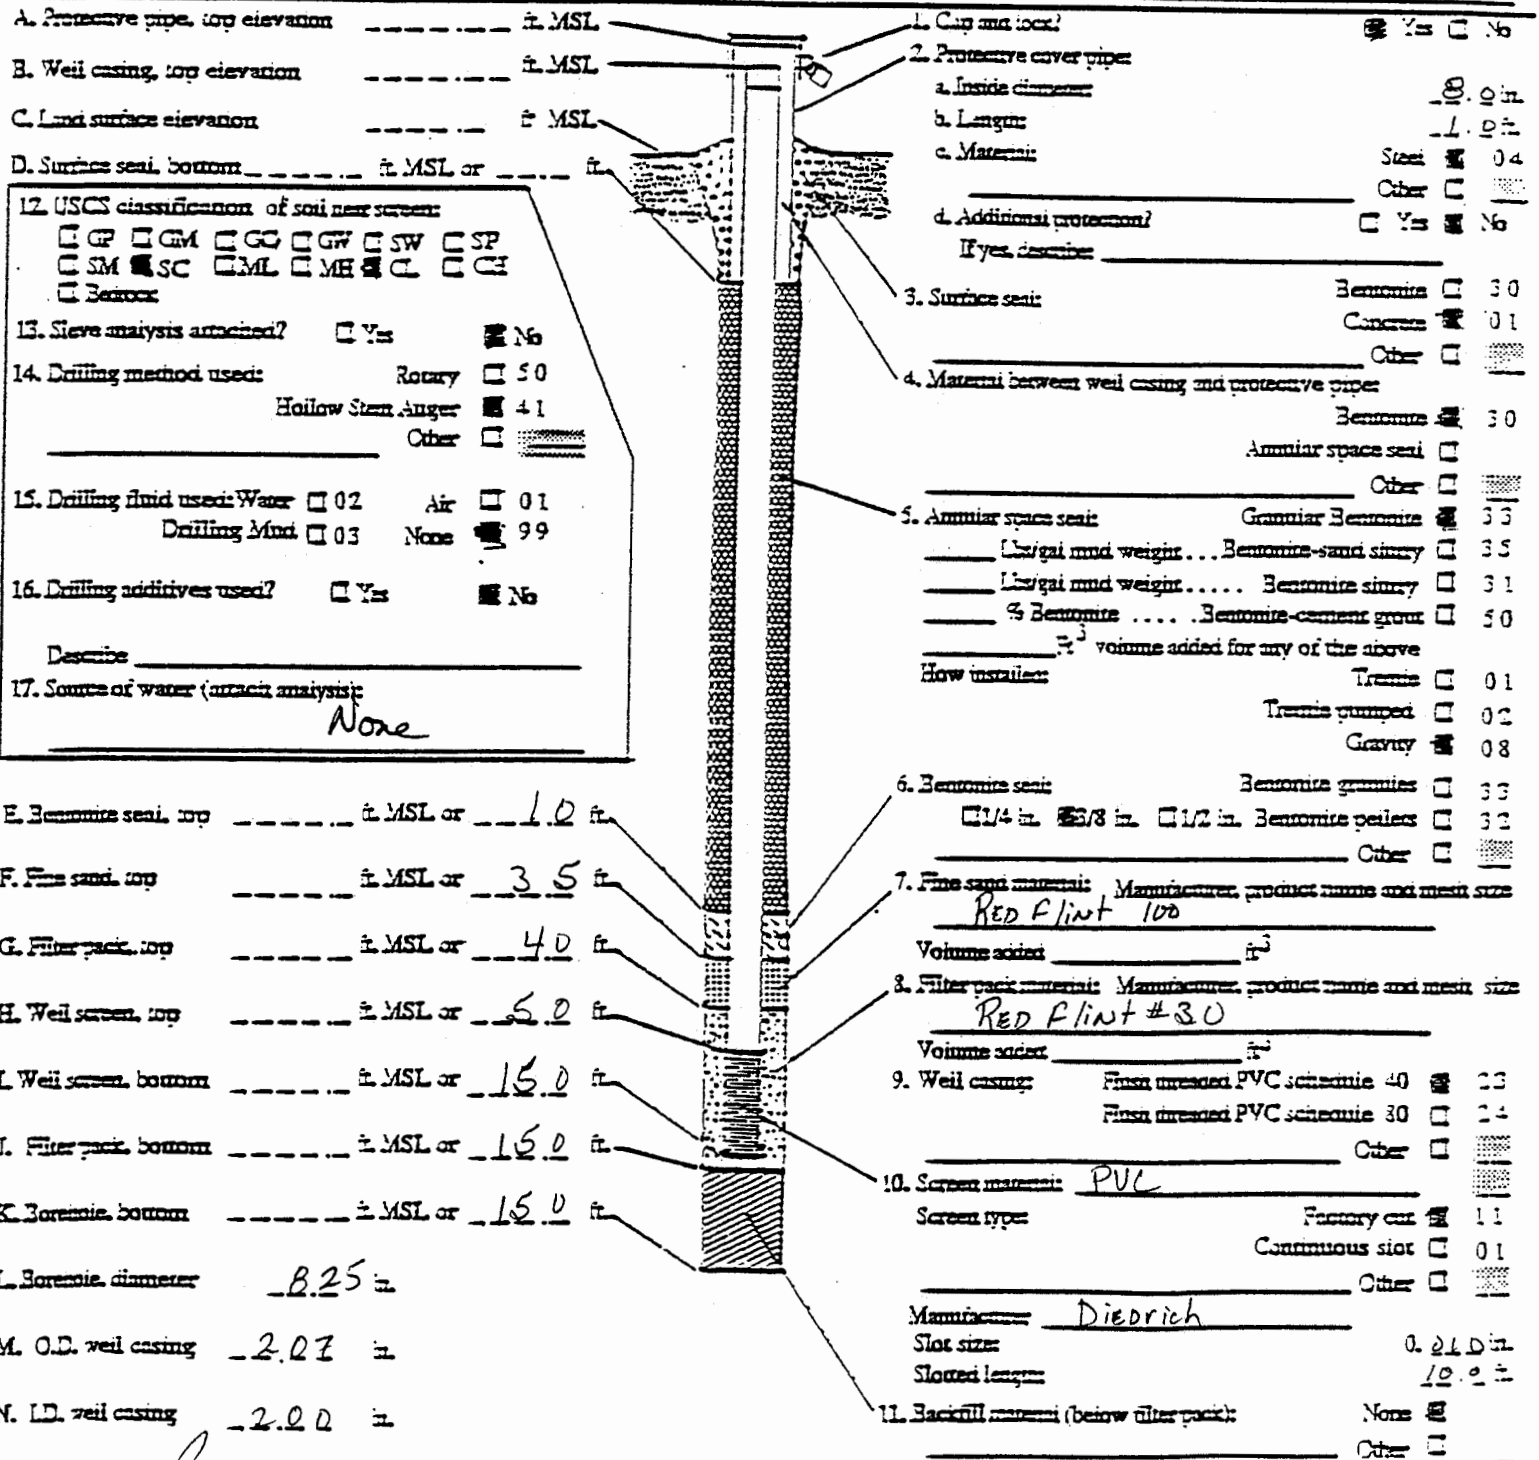 A. Protective pipe, top elevation _ _ _ _ . _ _ ft. MSL
B. Well casing, top elevation _ _ _ _ . _ _ ft. MSL
C. Land surface elevation _ _ _ _ . _ ft. MSL
D. Surface seal, bottom _ _ _ _ . _ ft. MSL or _ _ _ . _ ft.
12. USCS classification of soil near screen:
☐ GP ☐ GM ☐ GC ☐ GW ☐ SW ☐ SP
☐ SM ■ SC ☐ ML ☐ MH ■ CL ☐ CH
☐ Bedrock
13. Sieve analysis attached? ☐ Yes ■ No
14. Drilling method used: Rotary ☐ 50
Hollow Stem Auger ■ 41
Other ☐
15. Drilling fluid used: Water ☐ 02 Air ☐ 01
Drilling Mud ☐ 03 None ■ 99
16. Drilling additives used? ☐ Yes ■ No
Describe
17. Source of water (attach analysis):
None
E. Bentonite seal, top _ _ _ _ . _ ft. MSL or 1.0 ft.
F. Fine sand, top _ _ _ _ . _ ft. MSL or 3.5 ft.
G. Filter pack, top _ _ _ _ . _ ft. MSL or 4.0 ft.
H. Well screen, top _ _ _ _ . _ ft. MSL or 5.0 ft.
I. Well screen, bottom _ _ _ _ . _ ft. MSL or 15.0 ft.
J. Filter pack, bottom _ _ _ _ . _ ft. MSL or 15.0 ft.
K. Borehole, bottom _ _ _ _ . _ ft. MSL or 15.0 ft.
L. Borehole, diameter 8.25 in.
M. O.D. well casing in.
N. I.D. well casing 2.00 in.
1. Cap and lock? ■ Yes ☐ No
2. Protective cover pipe:
a. Inside diameter: 8.0 in.
b. Length: 1.0 ft.
c. Material: Steel ■ 04
Other ☐
d. Additional protection? ☐ Yes ■ No
If yes, describe:
3. Surface seal: Bentonite ☐ 30
Concrete ■ 01
Other ☐
4. Material between well casing and protective pipe:
Bentonite ■ 30
Annular space seal ☐
Other ☐
5. Annular space seal: Granular Bentonite ■ 33
Lbs/gal mud weight ... Bentonite-sand slurry ☐ 35
Lbs/gal mud weight ..... Bentonite slurry ☐ 31
% Bentonite ..... Bentonite-cement grout ☐ 50
Ft³ volume added for any of the above
How installed: Tremie ☐ 01
Tremie pumped ☐ 02
Gravity ■ 08
6. Bentonite seal: Bentonite granules ☐ 33
☐ 1/4 in. ■ 3/8 in. ☐ 1/2 in. Bentonite pellets ☐ 32
Other ☐
7. Fine sand material: Manufacturer, product name and mesh size
RED Flint 100
Volume added ft³
8. Filter pack material: Manufacturer, product name and mesh size
RED Flint #30
Volume added ft³
9. Well casing: Flush threaded PVC schedule 40 ■ 23
Flush threaded PVC schedule 80 ☐ 24
Other ☐
10. Screen material: PVC
Screen type: Factory cut ■ 11
Continuous slot ☐ 01
Other ☐
Manufacturer Diedrich
Slot size: 0.010 in.
Slotted length: 10.0 ft.
11. Backfill material (below filter pack): None ■
Other ☐